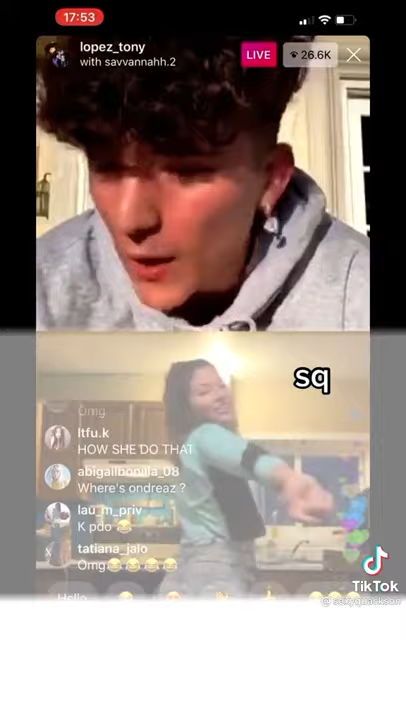 17:53
lopez_tony
with savvannahh.2
LIVE
26.6K
sq
Omg
ltfu.k
HOW SHE DO THAT
abigailbonilla_08
Where's ondreaz ?
lau_m_priv
K pdo 😂
tatiana_jalo
Omg😂😂😂😂
Hello
TikTok